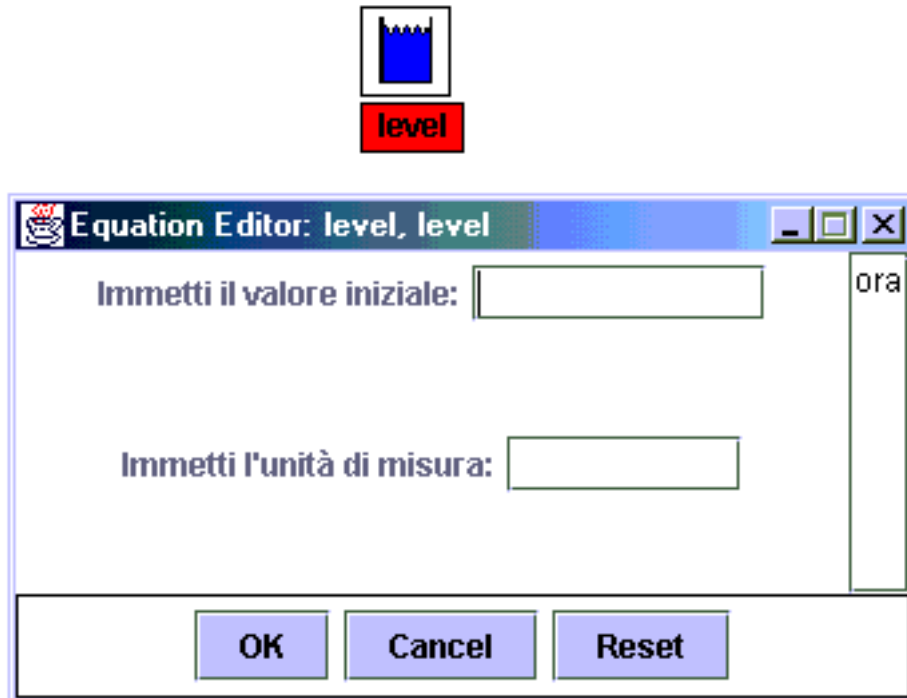 level
Equation Editor: level, level
Immetti il valore iniziale:
ora
Immetti l'unità di misura:
OK Cancel Reset